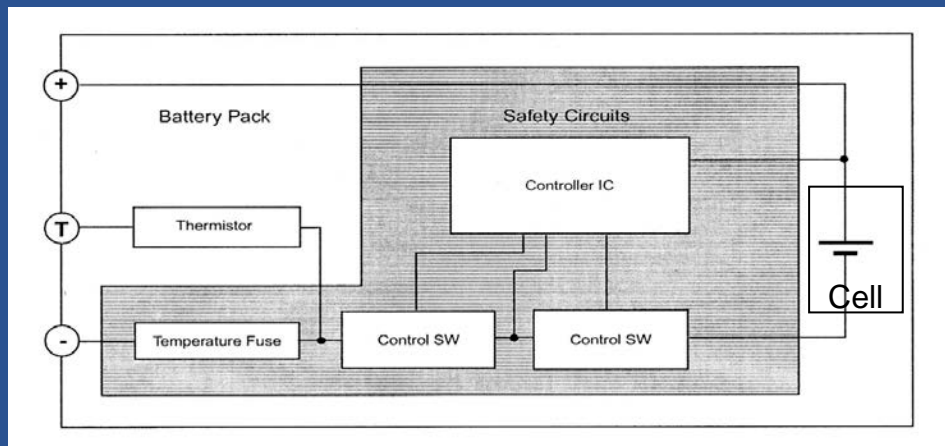 +
Battery Pack
Safety Circuits
Controller IC
T
Thermistor
Cell
-
Temperature Fuse
Control SW
Control SW